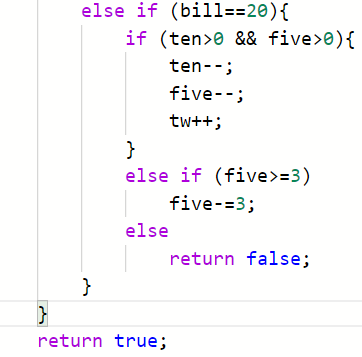 else if (bill==20){
if (ten>0 && five>0){
ten--;
five--;
tw++;
}
else if (five>=3)
five-=3;
else
return false;
}
}
return true;